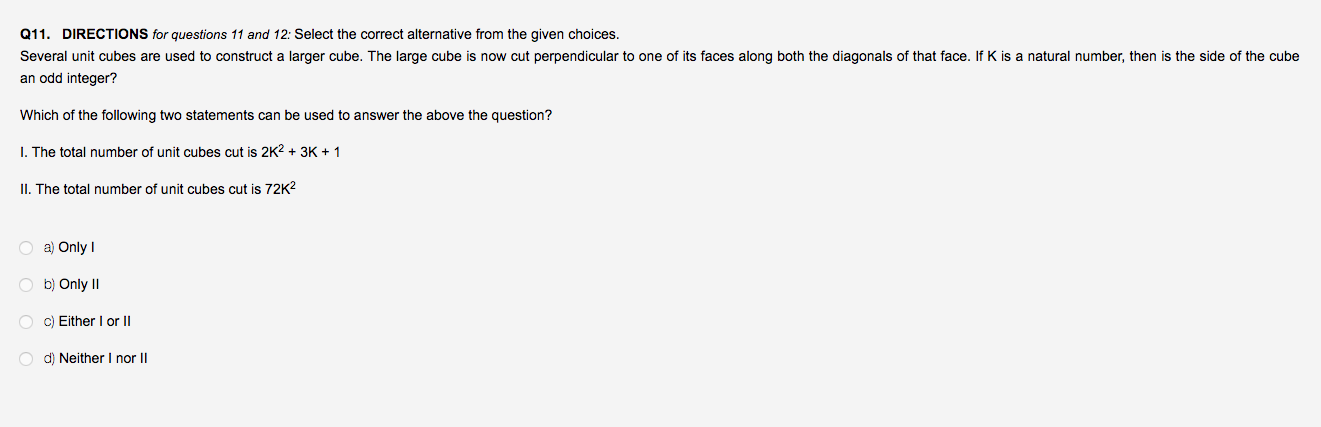 Q11. DIRECTIONS for questions 11 and 12: Select the correct alternative from the given choices.
Several unit cubes are used to construct a larger cube. The large cube is now cut perpendicular to one of its faces along both the diagonals of that face. If K is a natural number, then is the side of the cube
an odd integer?
Which of the following two statements can be used to answer the above the question?
I. The total number of unit cubes cut is 2K² + 3K + 1
II. The total number of unit cubes cut is 72K²
a) Only I
b) Only II
c) Either I or II
d) Neither I nor II